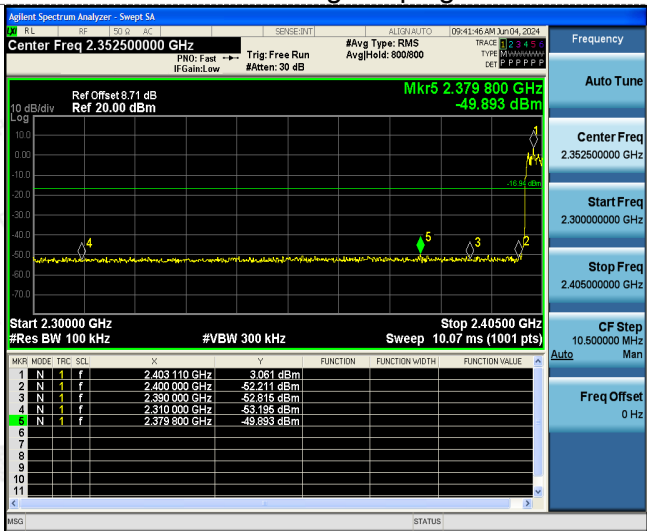 Agilent Spectrum Analyzer - Swept SA
RL RF 50 Ω AC SENSE:INT ALIGN AUTO 09:41:46 AM Jun 04, 2024
Center Freq 2.352500000 GHz #Avg Type: RMS TRACE 1 2 3 4 5 6
PNO: Fast Trig: Free Run Avg|Hold: 800/800 TYPE M
IFGain:Low #Atten: 30 dB DET P P P P P P
Mkr5 2.379 800 GHz
-49.893 dBm
Ref Offset 8.71 dB
10 dB/div Ref 20.00 dBm
Log
10.0
0.00
-10.0
-20.0
-30.0
-40.0
-50.0
-60.0
-70.0
1
-16.94 dBm
4 5 3 2
Start 2.30000 GHz Stop 2.40500 GHz
#Res BW 100 kHz #VBW 300 kHz Sweep 10.07 ms (1001 pts)
MKR MODE TRC SCL X Y FUNCTION FUNCTION WIDTH FUNCTION VALUE
1 N 1 f 2.403 110 GHz 3.061 dBm
2 N 1 f 2.400 000 GHz -52.211 dBm
3 N 1 f 2.390 000 GHz -52.815 dBm
4 N 1 f 2.310 000 GHz -53.195 dBm
5 N 1 f 2.379 800 GHz -49.893 dBm
6
7
8
9
10
11
MSG STATUS
Frequency
Auto Tune
Center Freq
2.352500000 GHz
Start Freq
2.300000000 GHz
Stop Freq
2.405000000 GHz
CF Step
10.500000 MHz
Auto Man
Freq Offset
0 Hz